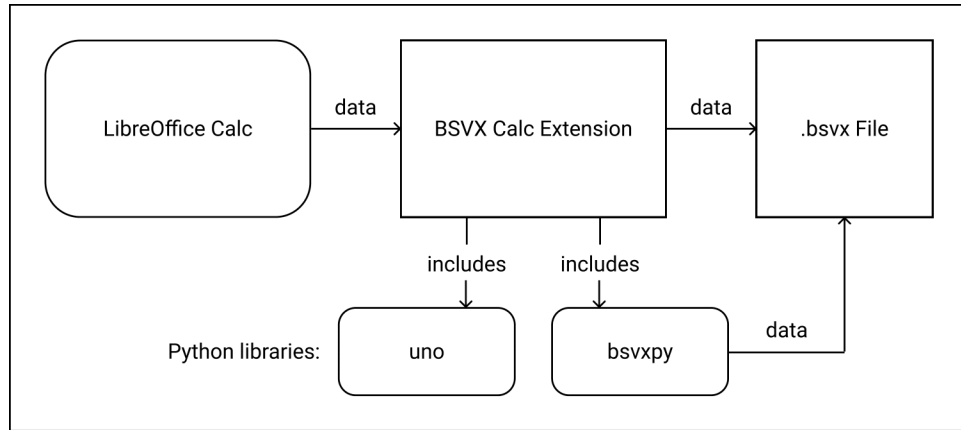 data
data
LibreOffice Calc
BSVX Calc Extension
.bsvx File
includes
includes
data
Python libraries:
uno
bsvxpy